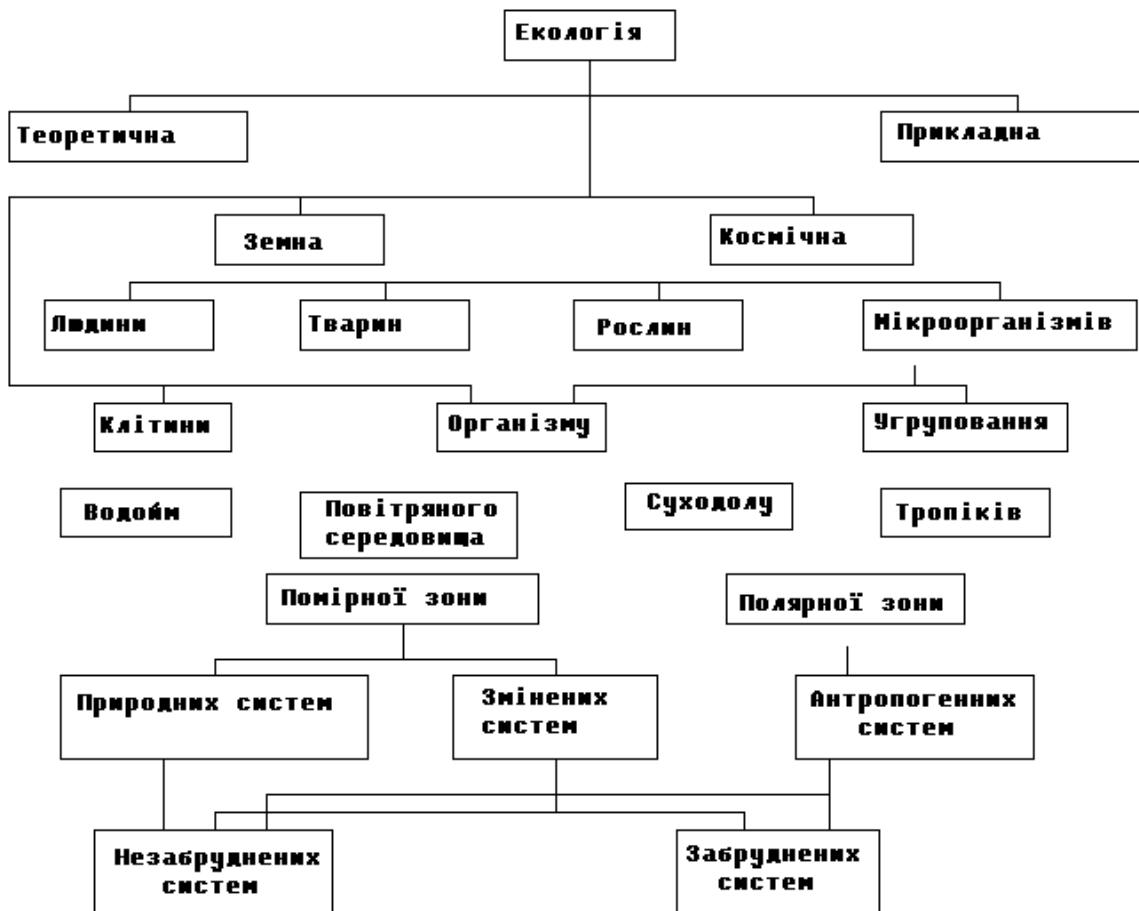 Екологія
Теоретична
Прикладна
Земна
Космічна
Людини
Тварин
Рослин
Мікроорганізмів
Клітини
Організму
Угруповання
Водойм
Повітряного
середовища
Суходолу
Тропіків
Помірної зони
Полярної зони
Природних систем
Змінених
систем
Антропогенних
систем
Незабруднених
систем
Забруднених
систем